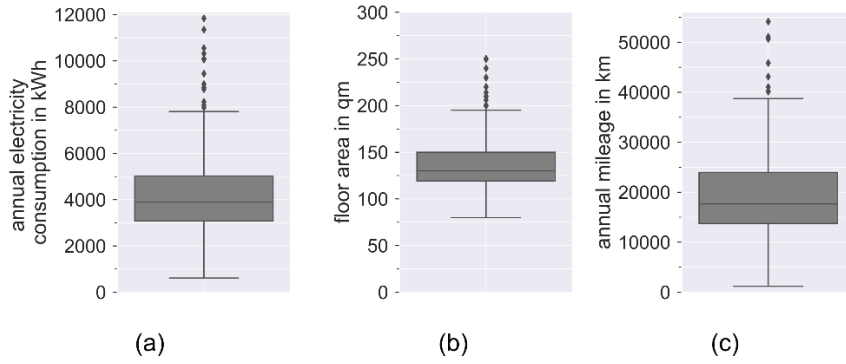 annual electricity
consumption in kWh
12000
10000
8000
6000
4000
2000
0
(a)
floor area in qm
300
250
200
150
100
50
0
(b)
annual mileage in km
50000
40000
30000
20000
10000
0
(c)